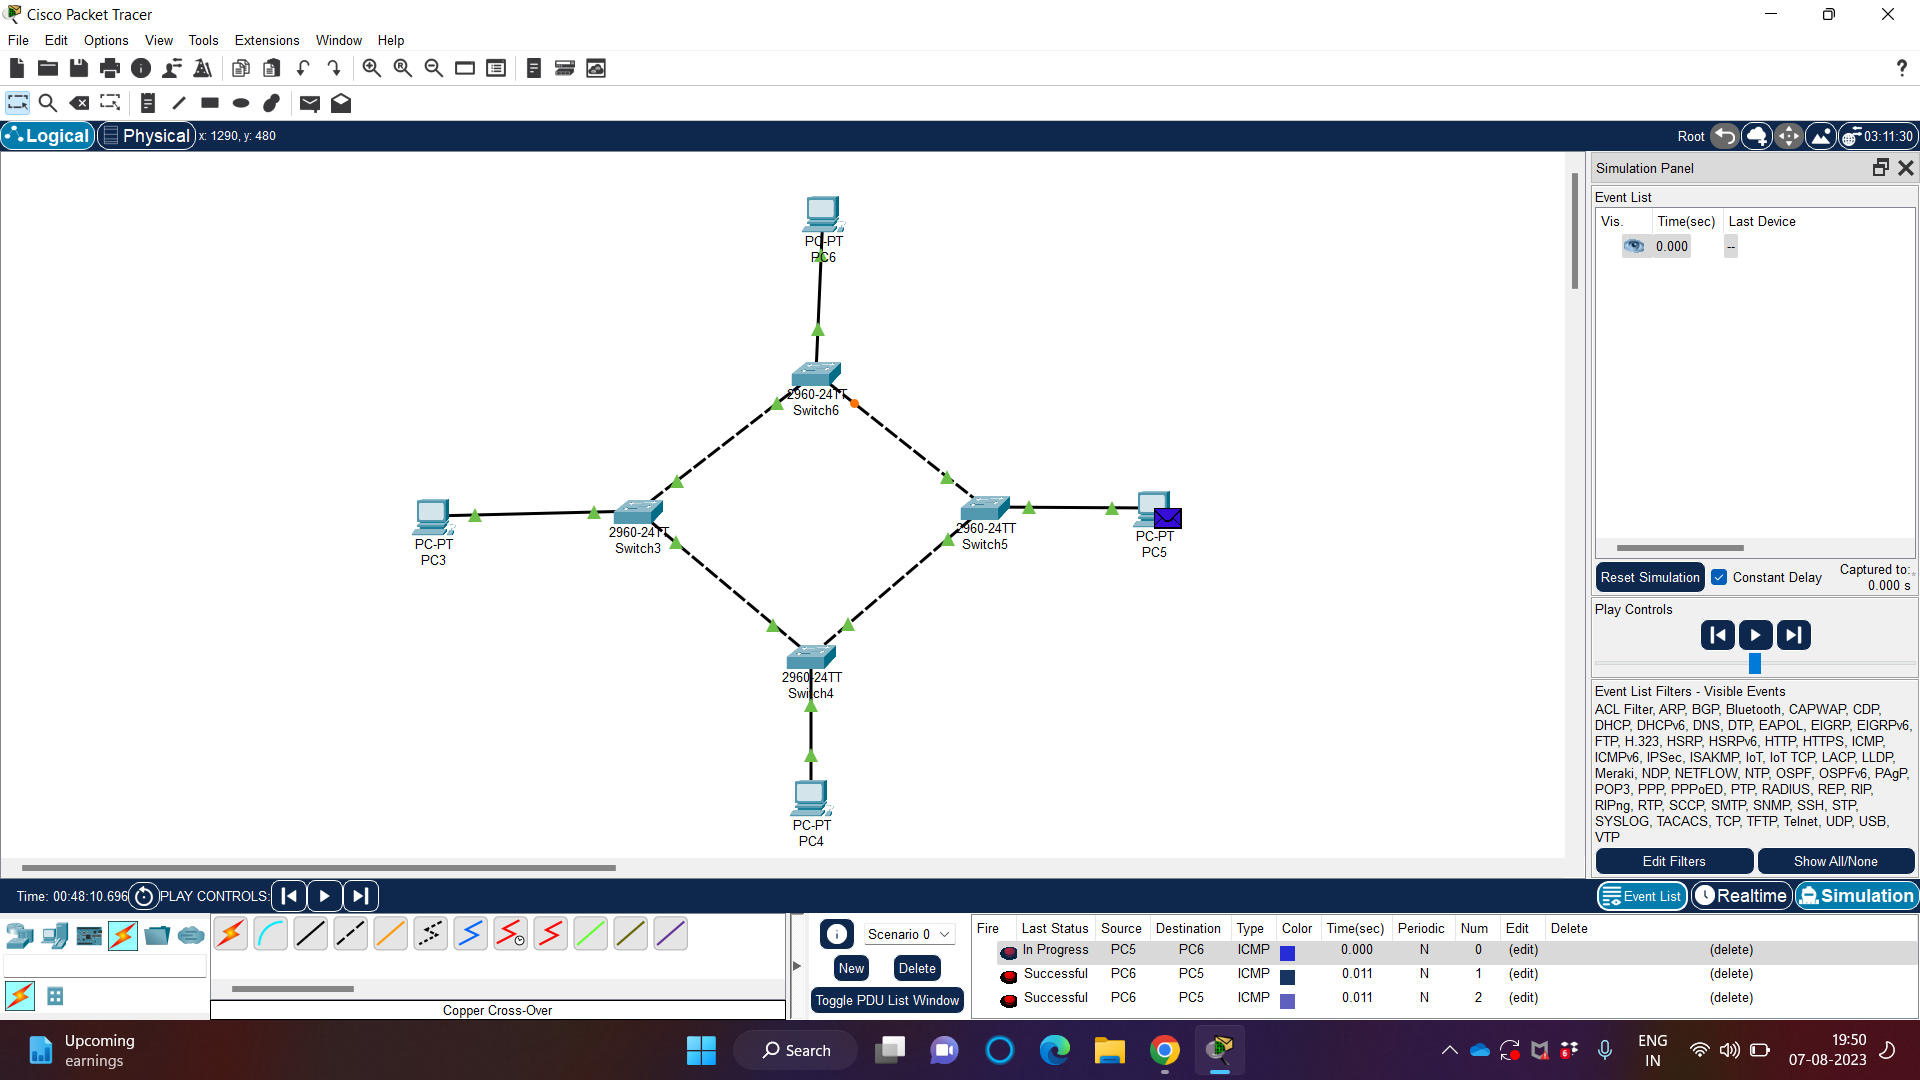 Cisco Packet Tracer
File Edit Options View Tools Extensions Window Help
Logical Physical x: 1290, y: 480 Root 03:11:30
Simulation Panel
Event List
Vis. Time(sec) Last Device
0.000 --
PC-PT
PC6
2960-24TT
Switch6
PC-PT
PC3
2960-24TT
Switch3
2960-24TT
Switch5
PC-PT
PC5
2960-24TT
Switch4
PC-PT
PC4
Reset Simulation Constant Delay Captured to:
0.000 s
Play Controls
Event List Filters - Visible Events
ACL Filter, ARP, BGP, Bluetooth, CAPWAP, CDP,
DHCP, DHCPv6, DNS, DTP, EAPOL, EIGRP, EIGRPv6,
FTP, H.323, HSRP, HSRPv6, HTTP, HTTPS, ICMP,
ICMPv6, IPSec, ISAKMP, IoT, IoT TCP, LACP, LLDP,
Meraki, NDP, NETFLOW, NTP, OSPF, OSPFv6, PAgP,
POP3, PPP, PPPoED, PTP, RADIUS, REP, RIP,
RIPng, RTP, SCCP, SMTP, SNMP, SSH, STP,
SYSLOG, TACACS, TCP, TFTP, Telnet, UDP, USB,
VTP
Edit Filters Show All/None
Time: 00:48:10.696 PLAY CONTROLS: Event List Realtime Simulation
Scenario 0
New Delete
Toggle PDU List Window
Copper Cross-Over
Fire Last Status Source Destination Type Color Time(sec) Periodic Num Edit Delete
In Progress PC5 PC6 ICMP 0.000 N 0 (edit) (delete)
Successful PC6 PC5 ICMP 0.011 N 1 (edit) (delete)
Successful PC6 PC5 ICMP 0.011 N 2 (edit) (delete)
Upcoming
earnings
Search
6
ENG
IN
19:50
07-08-2023